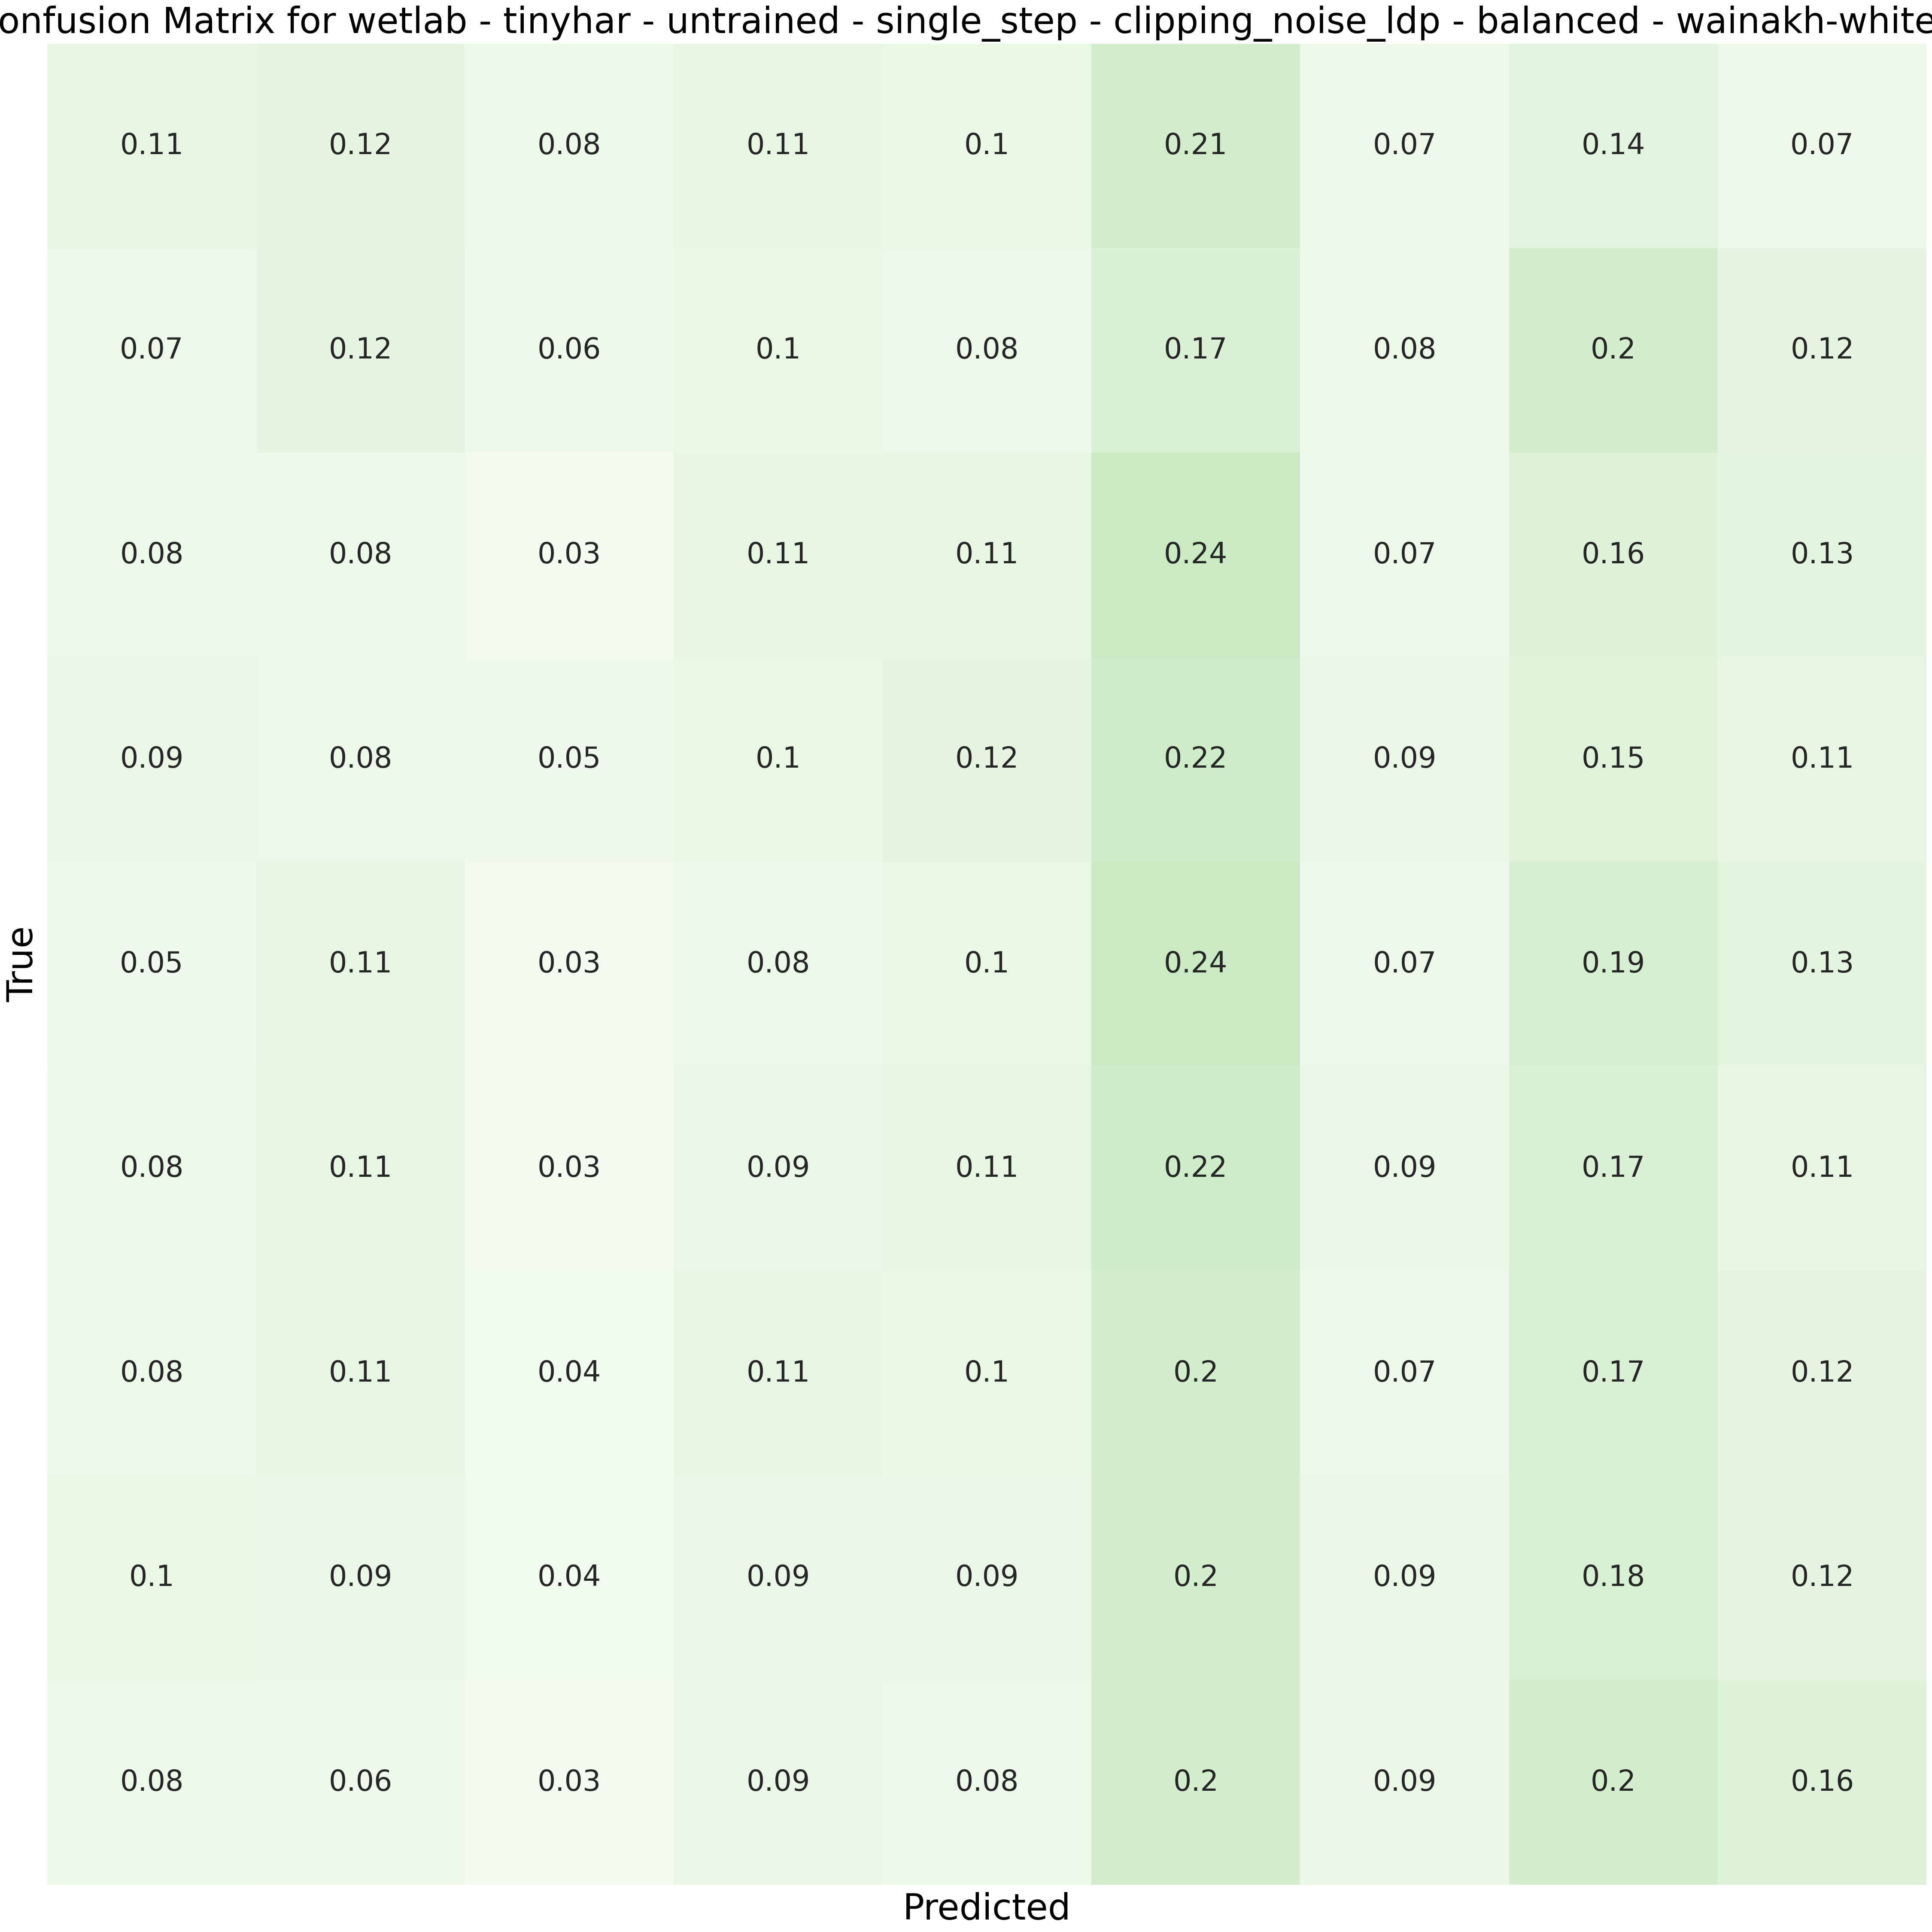 onfusion Matrix for wetlab - tinyhar - untrained - single_step - clipping_noise_ldp - balanced - wainakh-white
0.11 0.12 0.08 0.11 0.1 0.21 0.07 0.14 0.07
0.07 0.12 0.06 0.1 0.08 0.17 0.08 0.2 0.12
0.08 0.08 0.03 0.11 0.11 0.24 0.07 0.16 0.13
0.09 0.08 0.05 0.1 0.12 0.22 0.09 0.15 0.11
0.05 0.11 0.03 0.08 0.1 0.24 0.07 0.19 0.13
0.08 0.11 0.03 0.09 0.11 0.22 0.09 0.17 0.11
0.08 0.11 0.04 0.11 0.1 0.2 0.07 0.17 0.12
0.1 0.09 0.04 0.09 0.09 0.2 0.09 0.18 0.12
0.08 0.06 0.03 0.09 0.08 0.2 0.09 0.2 0.16
True
Predicted